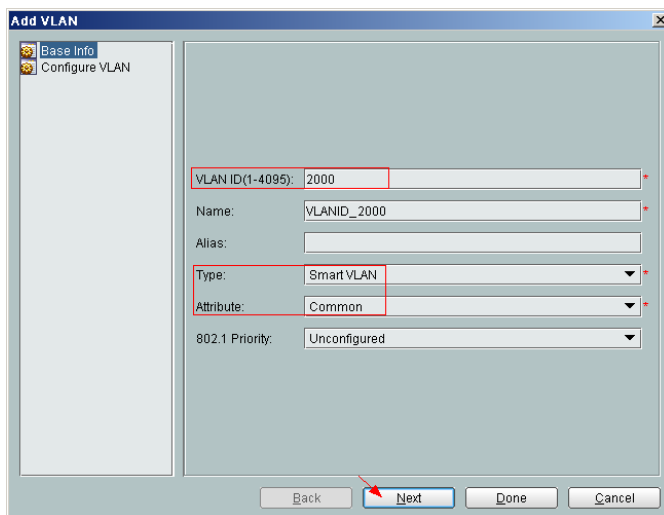 Add VLAN
Base Info
Configure VLAN
VLAN ID(1-4095): 2000 *
Name: VLANID_2000 *
Alias:
Type: Smart VLAN *
Attribute: Common *
802.1 Priority: Unconfigured
Back Next Done Cancel